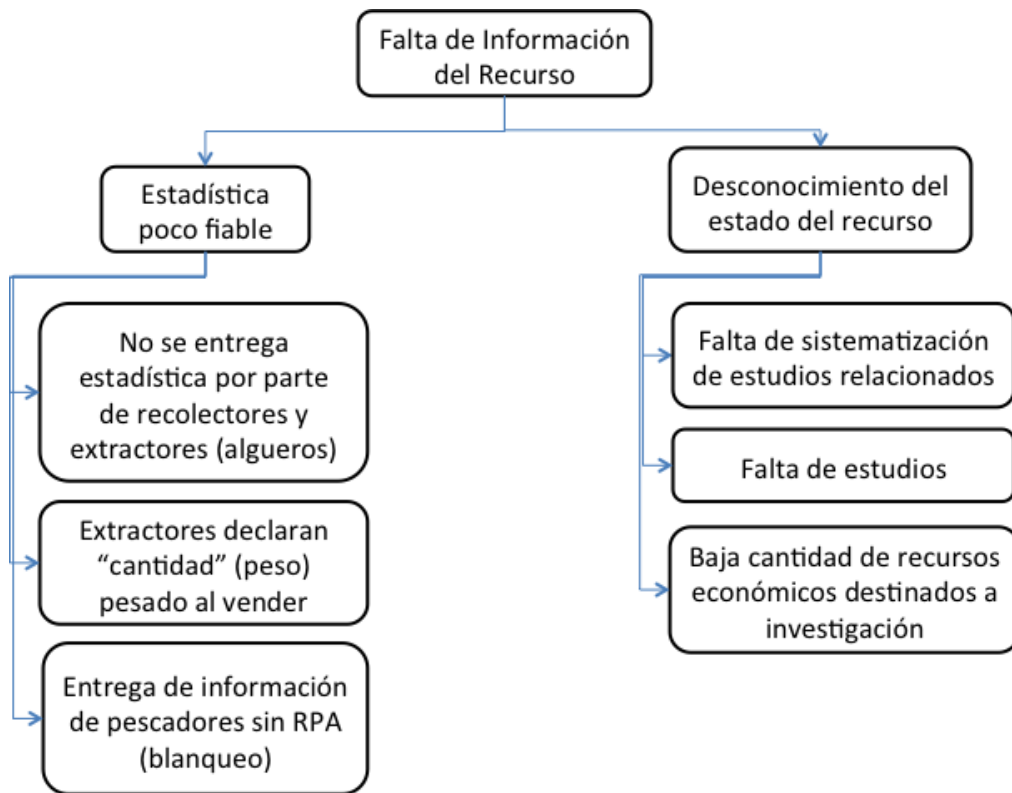 Falta de Información
del Recurso
Estadística
poco fiable
No se entrega
estadística por parte
de recolectores y
extractores (algueros)
Extractores declaran
“cantidad” (peso)
pesado al vender
Entrega de información
de pescadores sin RPA
(blanqueo)
Desconocimiento del
estado del recurso
Falta de sistematización
de estudios relacionados
Falta de estudios
Baja cantidad de recursos
económicos destinados a
investigación